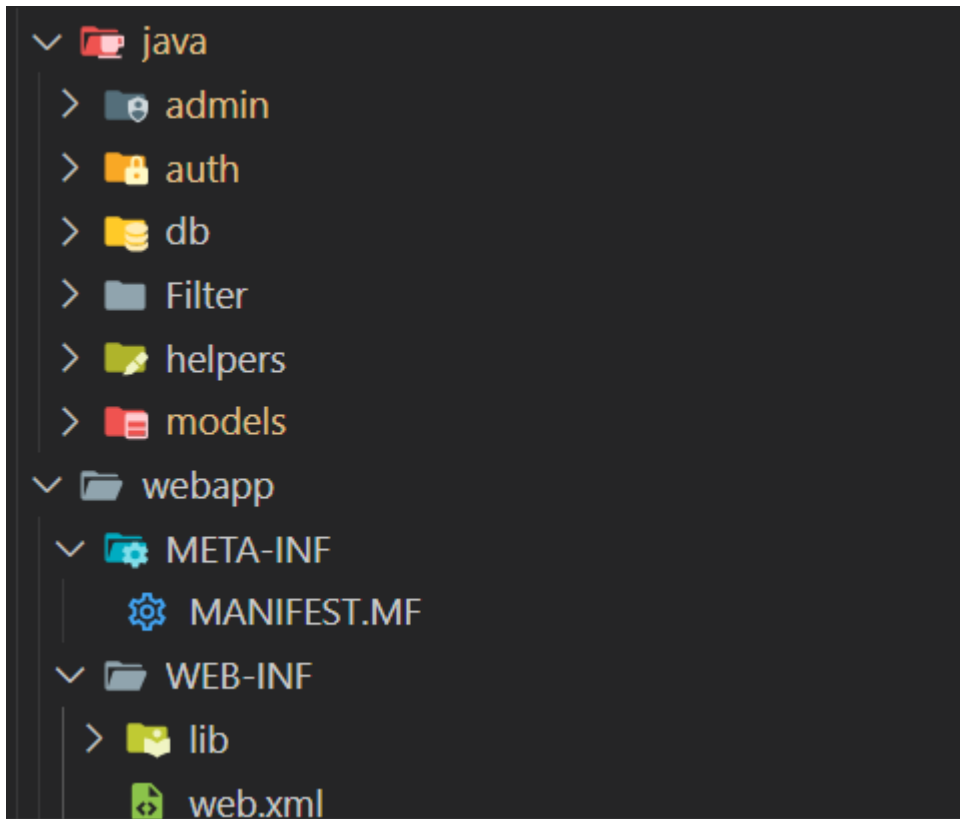 java
admin
auth
db
Filter
helpers
models
webapp
META-INF
MANIFEST.MF
WEB-INF
lib
web.xml